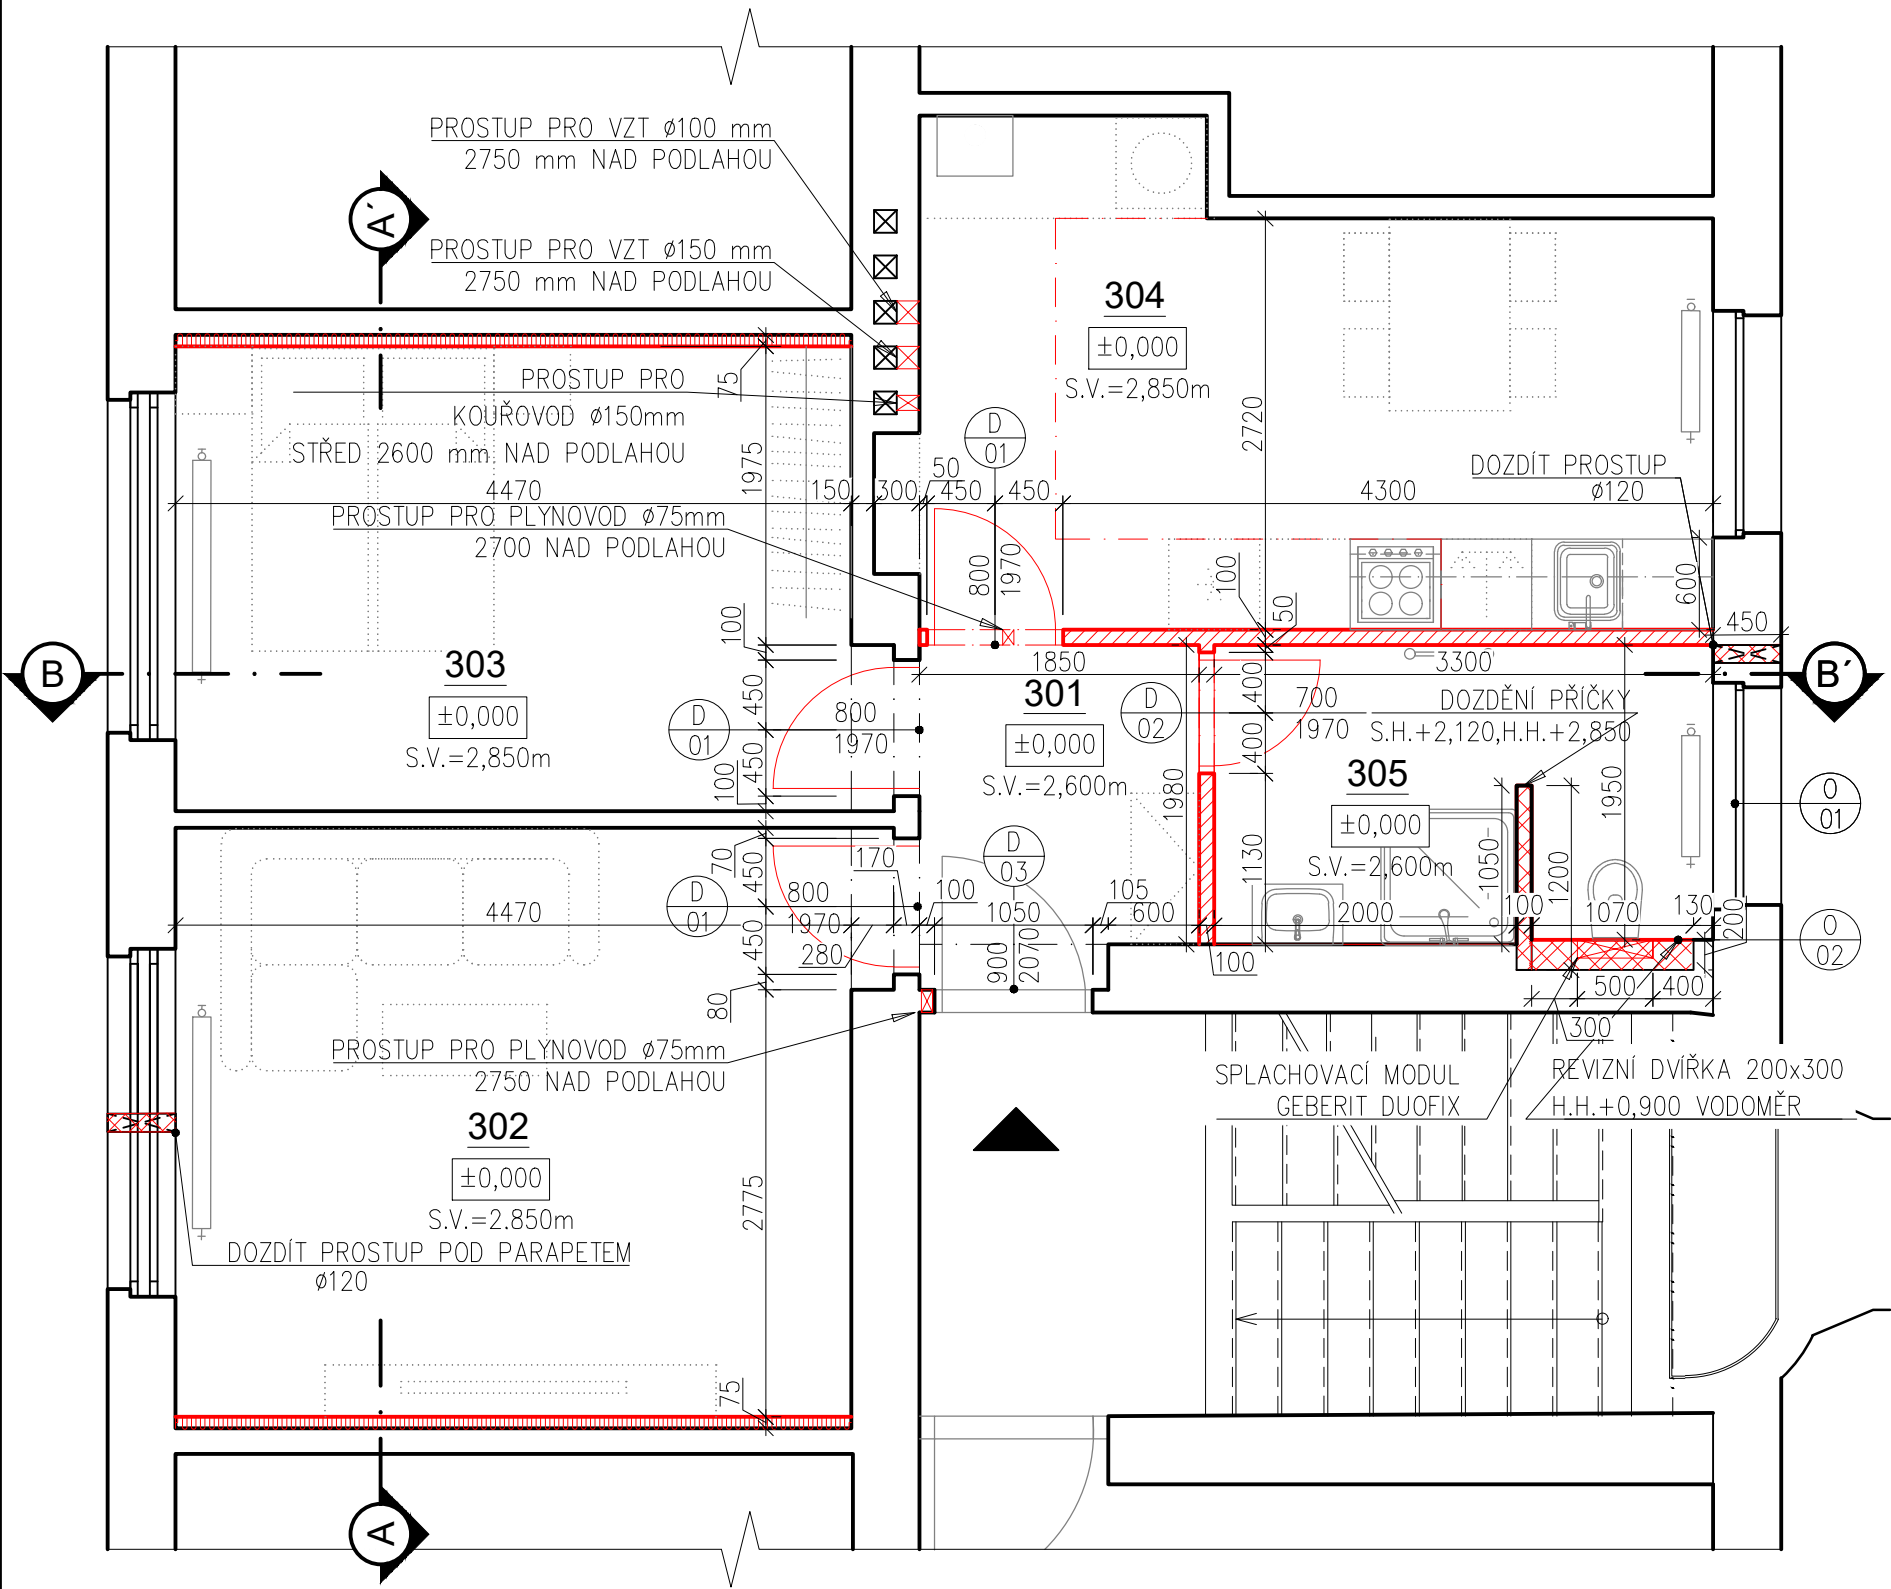 PROSTUP PRO VZT ø100 mm
2750 mm NAD PODLAHOU
A´
PROSTUP PRO VZT ø150 mm
2750 mm NAD PODLAHOU
304
±0,000
S.V.=2,850m
75
PROSTUP PRO
KOUŘOVOD ø150mm
STŘED 2600 mm NAD PODLAHOU
1975
2720
D
01
50
DOZDÍT PROSTUP
ø120
4470
150
300
450
450
4300
PROSTUP PRO PLYNOVOD ø75mm
2700 NAD PODLAHOU
800
1970
100
50
600
450
100
1850
3300
B
303
±0,000
S.V.=2,850m
450
450
100
D
01
800
1970
301
±0,000
S.V.=2,600m
D
02
400
400
700
1970
DOZDĚNÍ PŘÍČKY
S.H.+2,120,H.H.+2,850
B´
305
±0,000
S.V.=2,600m
1980
1950
O
01
1130
1050
1200
D
03
70
450
170
D
01
800
1970
280
450
80
4470
100
1050
105
600
2000
100
1070
130
200
O
02
900
2070
100
500
400
300
PROSTUP PRO PLYNOVOD ø75mm
2750 NAD PODLAHOU
SPLACHOVACÍ MODUL
GEBERIT DUOFIX
REVIZNÍ DVÍŘKA 200x300
H.H.+0,900 VODOMĚR
302
±0,000
S.V.=2.850m
2775
DOZDÍT PROSTUP POD PARAPETEM
ø120
75
A